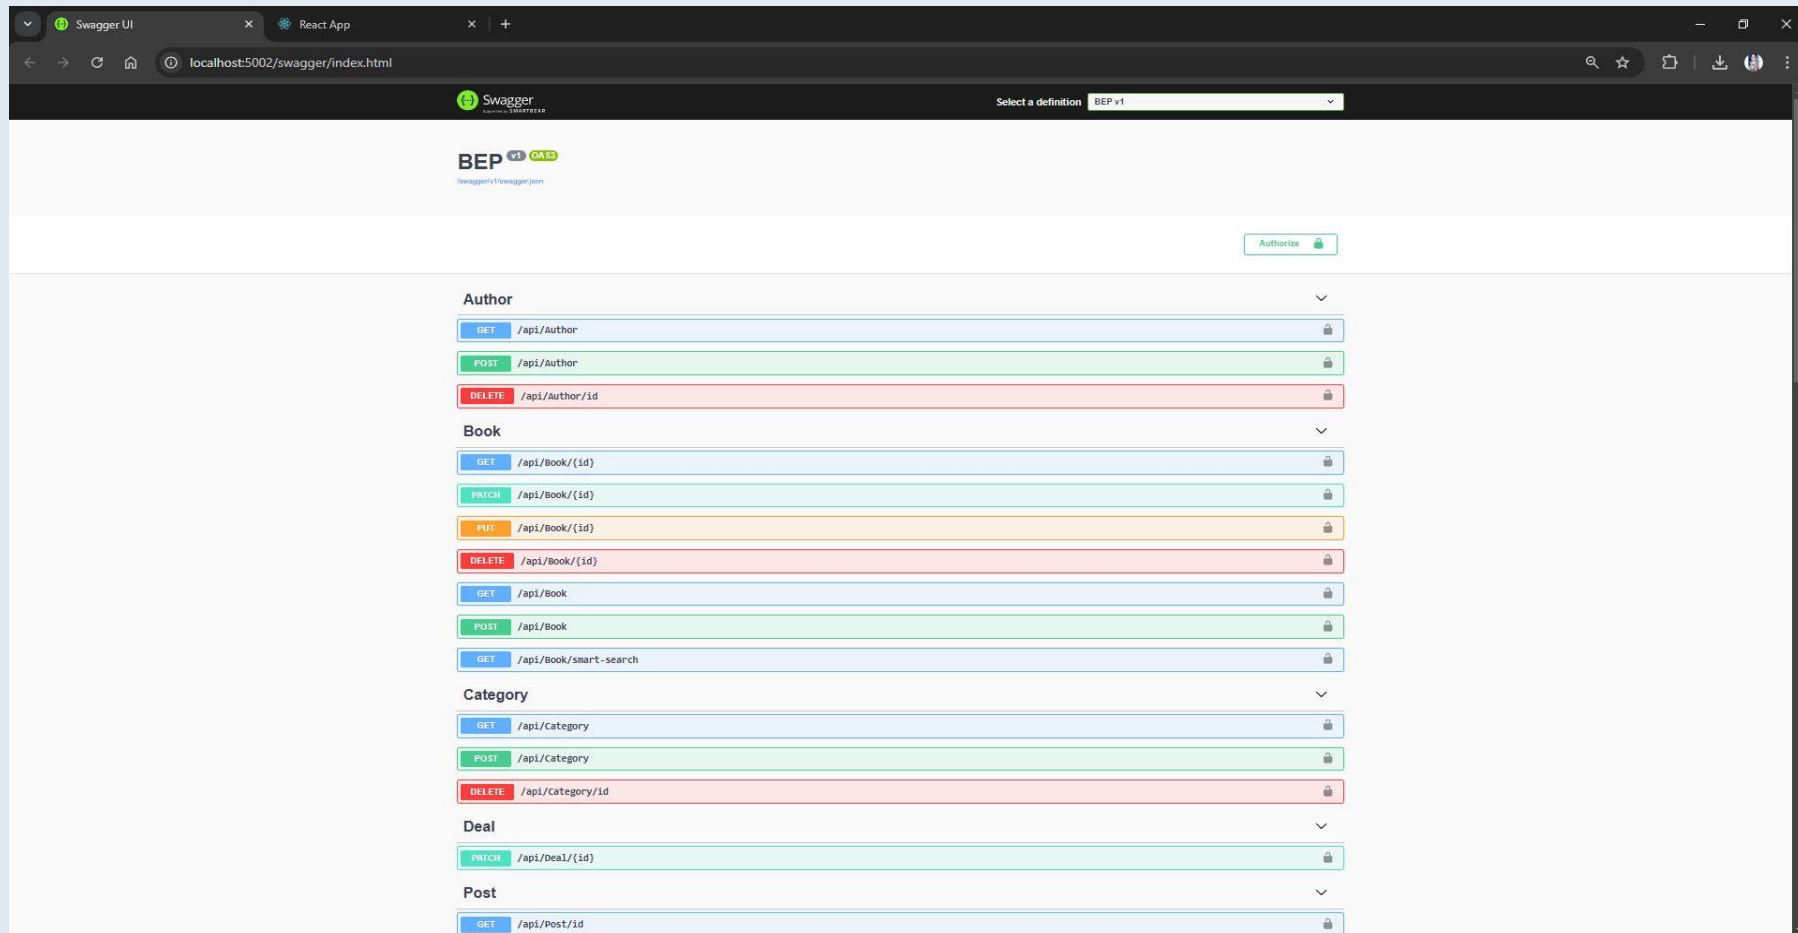 Swagger UI
React App
localhost:5002/swagger/index.html
Swagger
Supported by SMARTBEAR
Select a definition BEP v1
BEP v1 OAS3
/swagger/v1/swagger.json
Authorize
Author
GET /api/Author
POST /api/Author
DELETE /api/Author/id
Book
GET /api/Book/{id}
PATCH /api/Book/{id}
PUT /api/Book/{id}
DELETE /api/Book/{id}
GET /api/Book
POST /api/Book
GET /api/Book/smart-search
Category
GET /api/Category
POST /api/Category
DELETE /api/Category/id
Deal
PATCH /api/Deal/{id}
Post
GET /api/Post/id